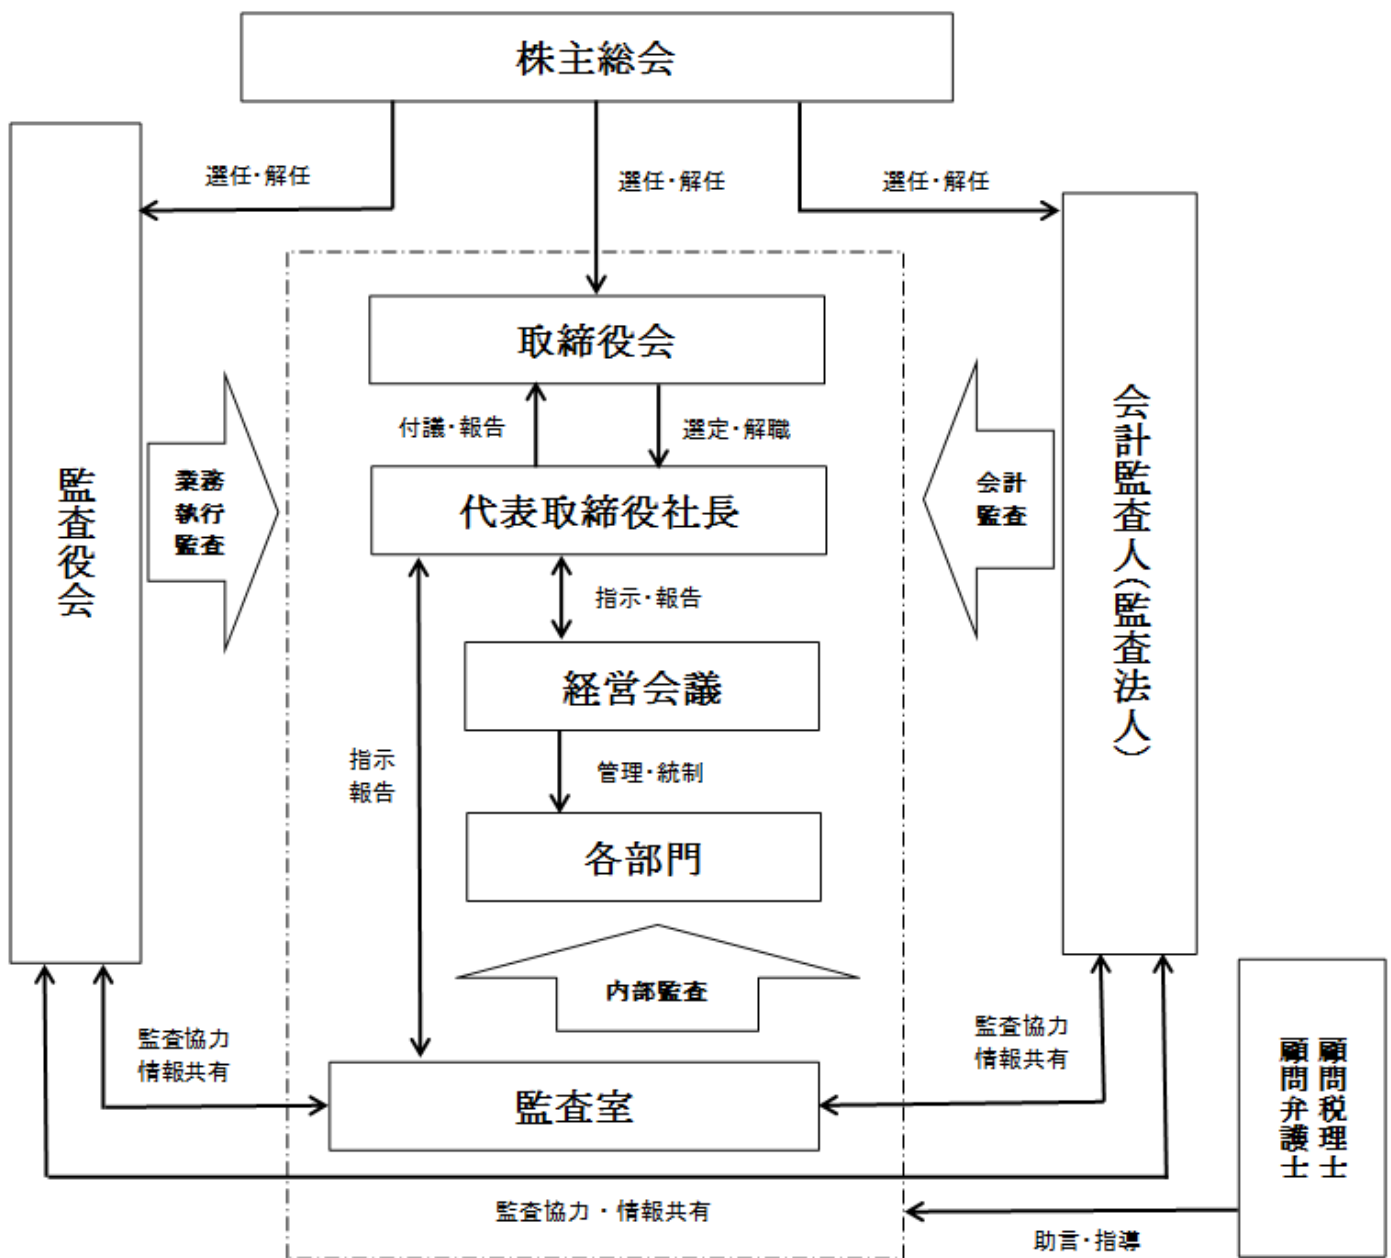 株主総会
選任・解任
選任・解任
選任・解任
取締役会
付議・報告
選定・解職
代表取締役社長
監査役会
業務
執行
監査
会計
監査
会計監査人(監査法人)
指示・報告
経営会議
指示
報告
管理・統制
各部門
内部監査
監査協力
情報共有
監査協力
情報共有
監査室
顧問税理士
顧問弁護士
監査協力・情報共有
助言・指導